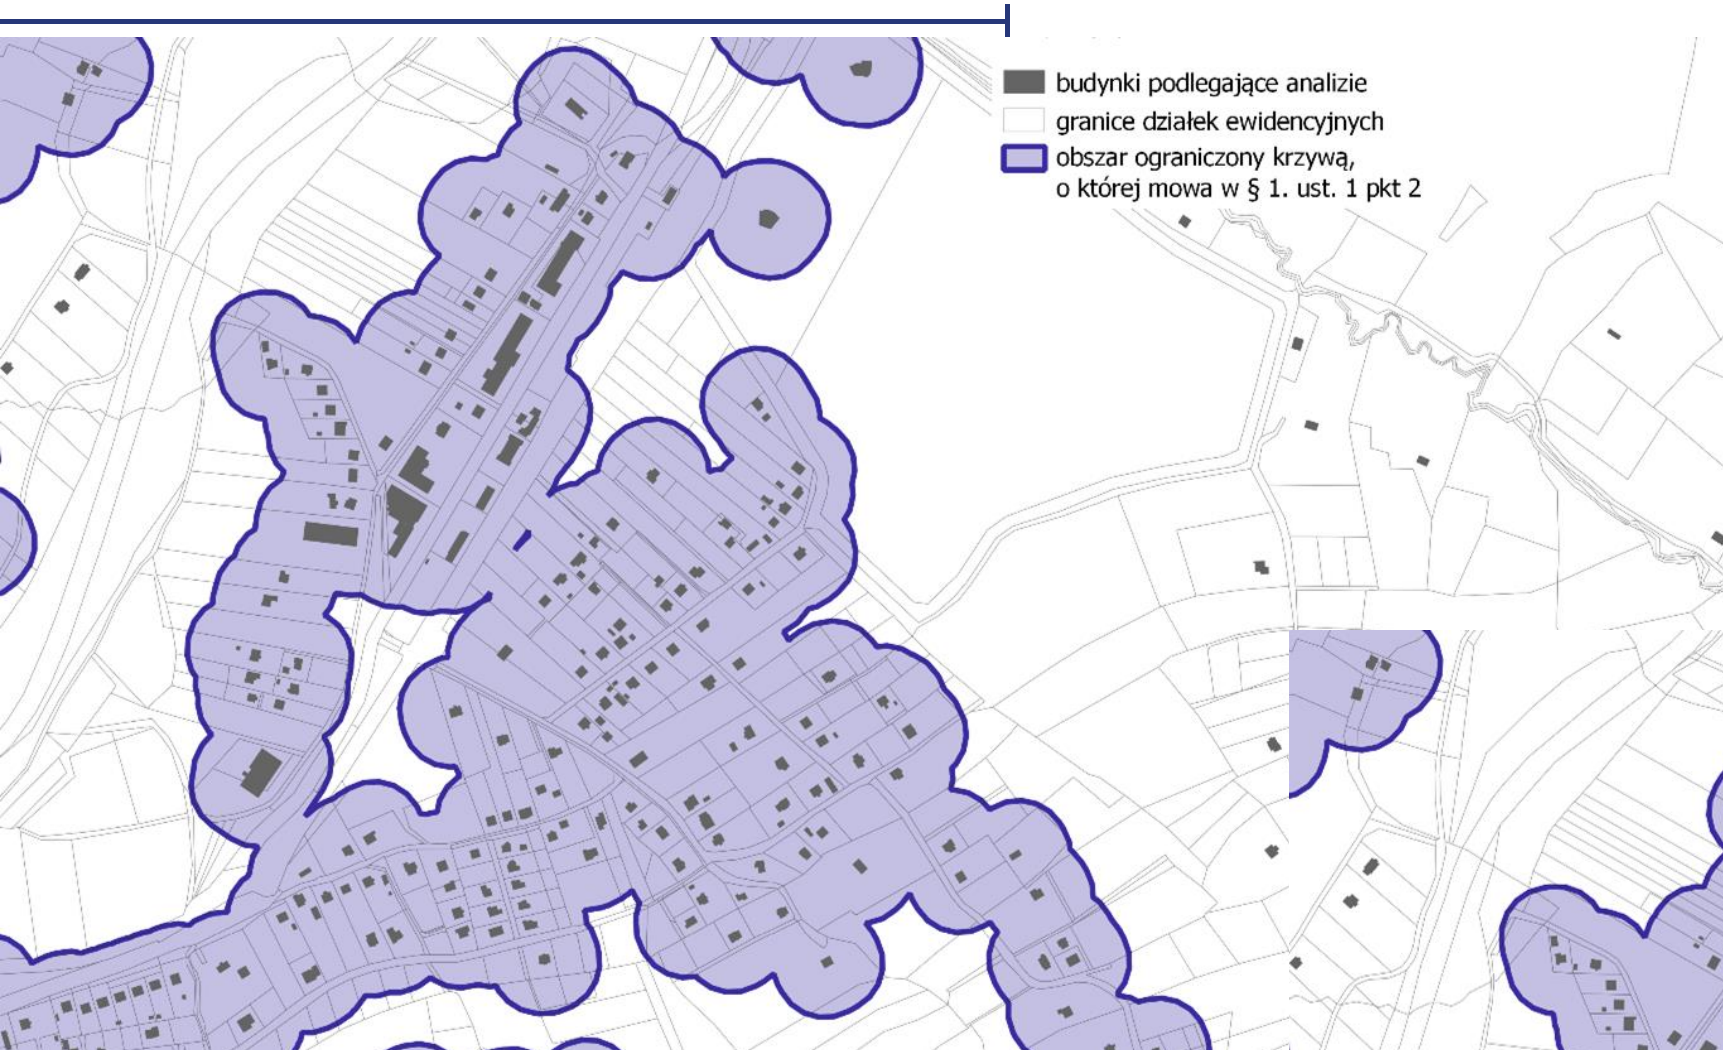 budynki podlegające analizie
granice działek ewidencyjnych
obszar ograniczony krzywą,
o której mowa w § 1. ust. 1 pkt 2